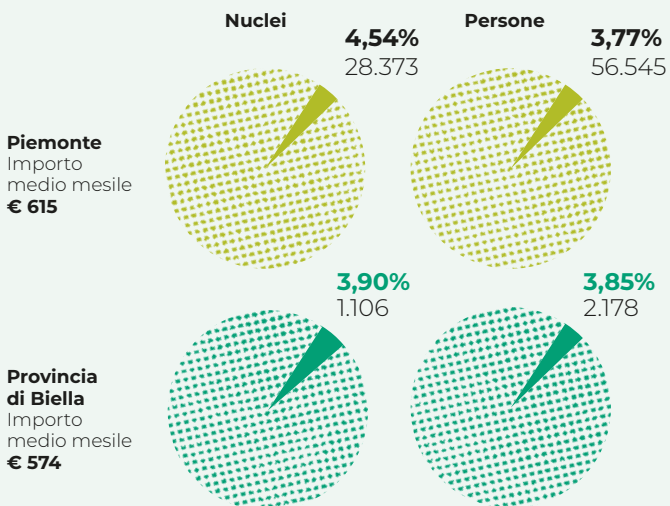 Nuclei
Persone
4,54%
28.373
3,77%
56.545
Piemonte
Importo
medio mesile
€ 615
3,90%
1.106
3,85%
2.178
Provincia
di Biella
Importo
medio mesile
€ 574